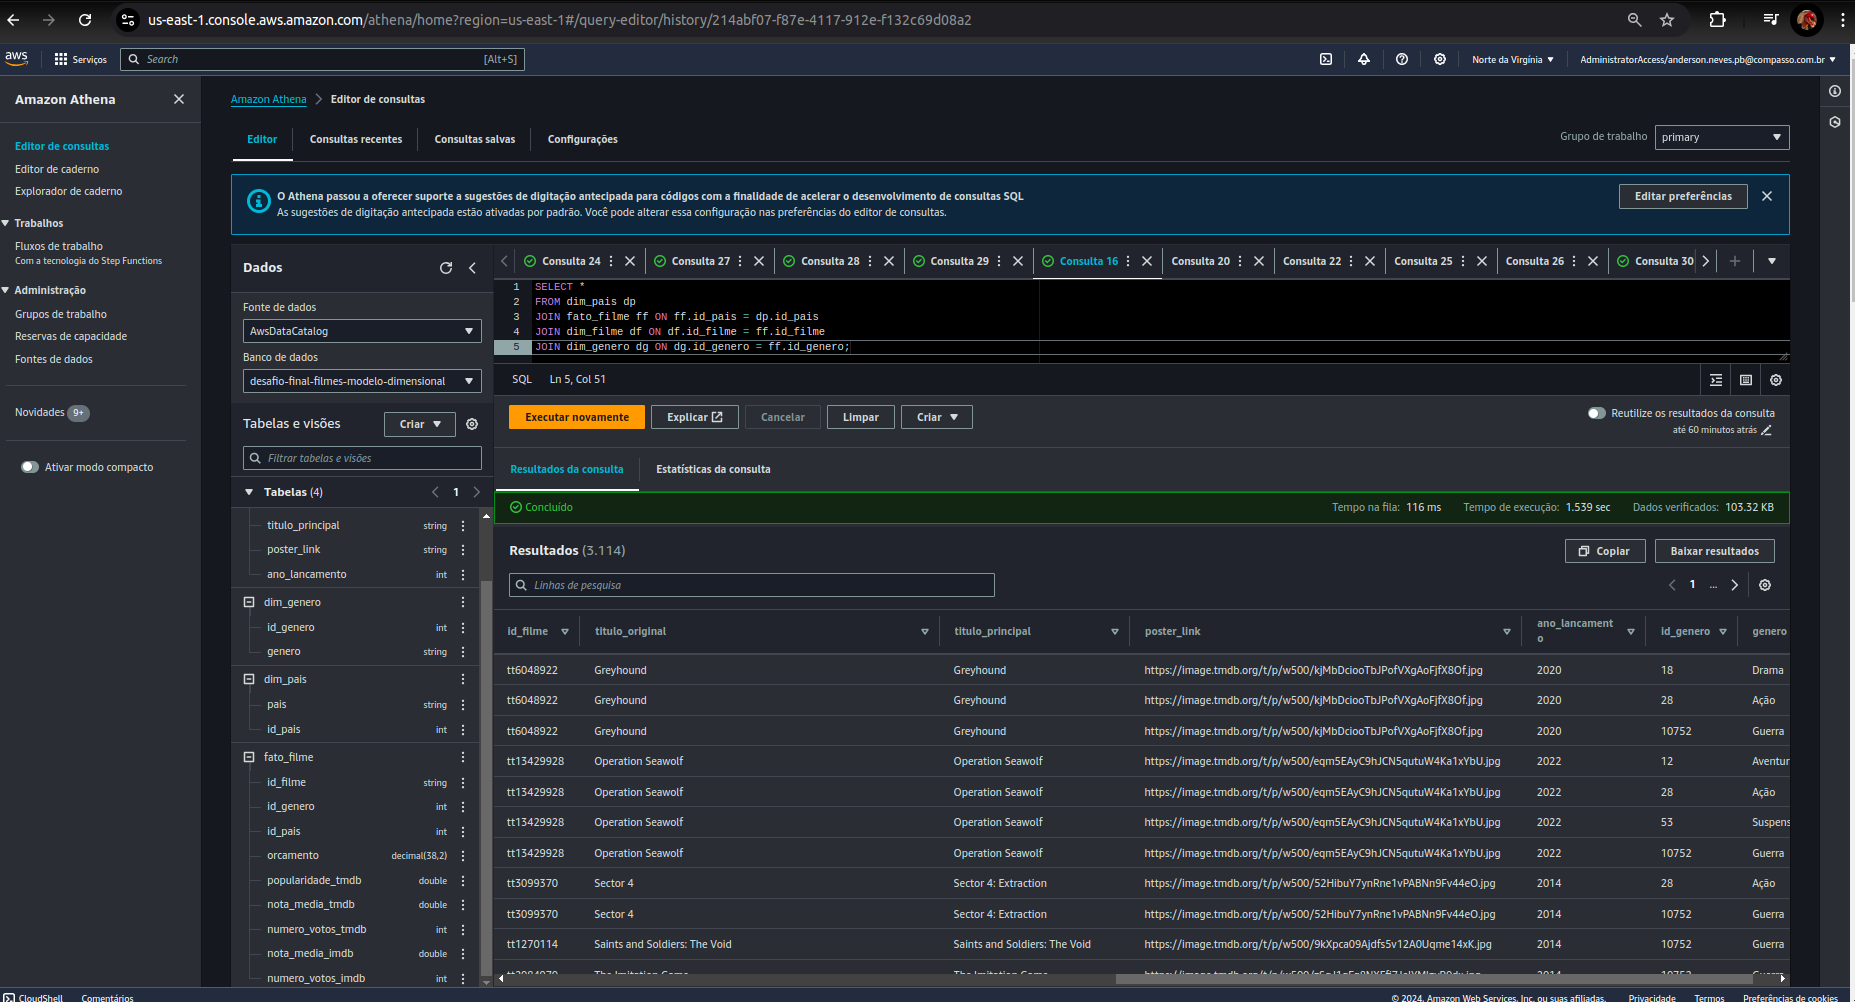 us-east-1.console.aws.amazon.com/athena/home?region=us-east-1#/query-editor/history/214abf07-f87e-4117-912e-f132c69d08a2
aws Serviços Search [Alt+S] Norte da Virgínia AdministratorAccess/anderson.neves.pb@compasso.com.br
Amazon Athena
Editor de consultas
Editor de caderno
Explorador de caderno
Trabalhos
Fluxos de trabalho
Com a tecnologia do Step Functions
Administração
Grupos de trabalho
Reservas de capacidade
Fontes de dados
Novidades 9+
Ativar modo compacto
Amazon Athena Editor de consultas
Editor Consultas recentes Consultas salvas Configurações Grupo de trabalho primary
O Athena passou a oferecer suporte a sugestões de digitação antecipada para códigos com a finalidade de acelerar o desenvolvimento de consultas SQL
As sugestões de digitação antecipada estão ativadas por padrão. Você pode alterar essa configuração nas preferências do editor de consultas.
Editar preferências
Dados
Fonte de dados
AwsDataCatalog
Banco de dados
desafio-final-filmes-modelo-dimensional
Tabelas e visões Criar
Filtrar tabelas e visões
Tabelas (4) 1
titulo_principal string
poster_link string
ano_lancamento int
dim_genero
id_genero int
genero string
dim_pais
pais string
id_pais int
fato_filme
id_filme string
id_genero int
id_pais int
orcamento decimal(38,2)
popularidade_tmdb double
nota_media_tmdb double
numero_votos_tmdb int
nota_media_imdb double
numero_votos_imdb int
Consulta 24 Consulta 27 Consulta 28 Consulta 29 Consulta 16 Consulta 20 Consulta 22 Consulta 25 Consulta 26 Consulta 30
1 SELECT *
2 FROM dim_pais dp
3 JOIN fato_filme ff ON ff.id_pais = dp.id_pais
4 JOIN dim_filme df ON df.id_filme = ff.id_filme
5 JOIN dim_genero dg ON dg.id_genero = ff.id_genero;
SQL Ln 5, Col 51
Executar novamente Explicar Cancelar Limpar Criar
Reutilize os resultados da consulta
até 60 minutos atrás
Resultados da consulta Estatísticas da consulta
Concluído Tempo na fila: 116 ms Tempo de execução: 1.539 sec Dados verificados: 103.32 KB
Resultados (3.114) Copiar Baixar resultados
Linhas de pesquisa 1 ...
id_filme titulo_original titulo_principal poster_link ano_lancamento id_genero genero
tt6048922 Greyhound Greyhound https://image.tmdb.org/t/p/w500/kjMbDciooTbJPofVXgAoFjfX8Of.jpg 2020 18 Drama
tt6048922 Greyhound Greyhound https://image.tmdb.org/t/p/w500/kjMbDciooTbJPofVXgAoFjfX8Of.jpg 2020 28 Ação
tt6048922 Greyhound Greyhound https://image.tmdb.org/t/p/w500/kjMbDciooTbJPofVXgAoFjfX8Of.jpg 2020 10752 Guerra
tt13429928 Operation Seawolf Operation Seawolf https://image.tmdb.org/t/p/w500/eqm5EAyC9hJCN5qutuW4Ka1xYbU.jpg 2022 12 Aventur
tt13429928 Operation Seawolf Operation Seawolf https://image.tmdb.org/t/p/w500/eqm5EAyC9hJCN5qutuW4Ka1xYbU.jpg 2022 28 Ação
tt13429928 Operation Seawolf Operation Seawolf https://image.tmdb.org/t/p/w500/eqm5EAyC9hJCN5qutuW4Ka1xYbU.jpg 2022 53 Suspens
tt13429928 Operation Seawolf Operation Seawolf https://image.tmdb.org/t/p/w500/eqm5EAyC9hJCN5qutuW4Ka1xYbU.jpg 2022 10752 Guerra
tt3099370 Sector 4 Sector 4: Extraction https://image.tmdb.org/t/p/w500/52HibuY7ynRne1vPABNn9Fv44eO.jpg 2014 28 Ação
tt3099370 Sector 4 Sector 4: Extraction https://image.tmdb.org/t/p/w500/52HibuY7ynRne1vPABNn9Fv44eO.jpg 2014 10752 Guerra
tt1270114 Saints and Soldiers: The Void Saints and Soldiers: The Void https://image.tmdb.org/t/p/w500/9kXpca09Ajdfs5v12A0Uqme14xK.jpg 2014 10752 Guerra
CloudShell Comentários © 2024, Amazon Web Services, Inc. ou suas afiliadas. Privacidade Termos Preferências de cookies